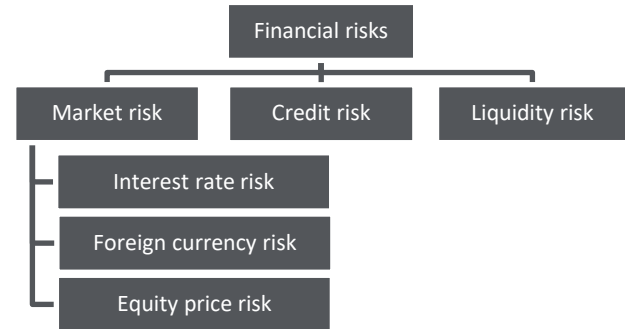 Financial risks
Market risk
Credit risk
Liquidity risk
Interest rate risk
Foreign currency risk
Equity price risk